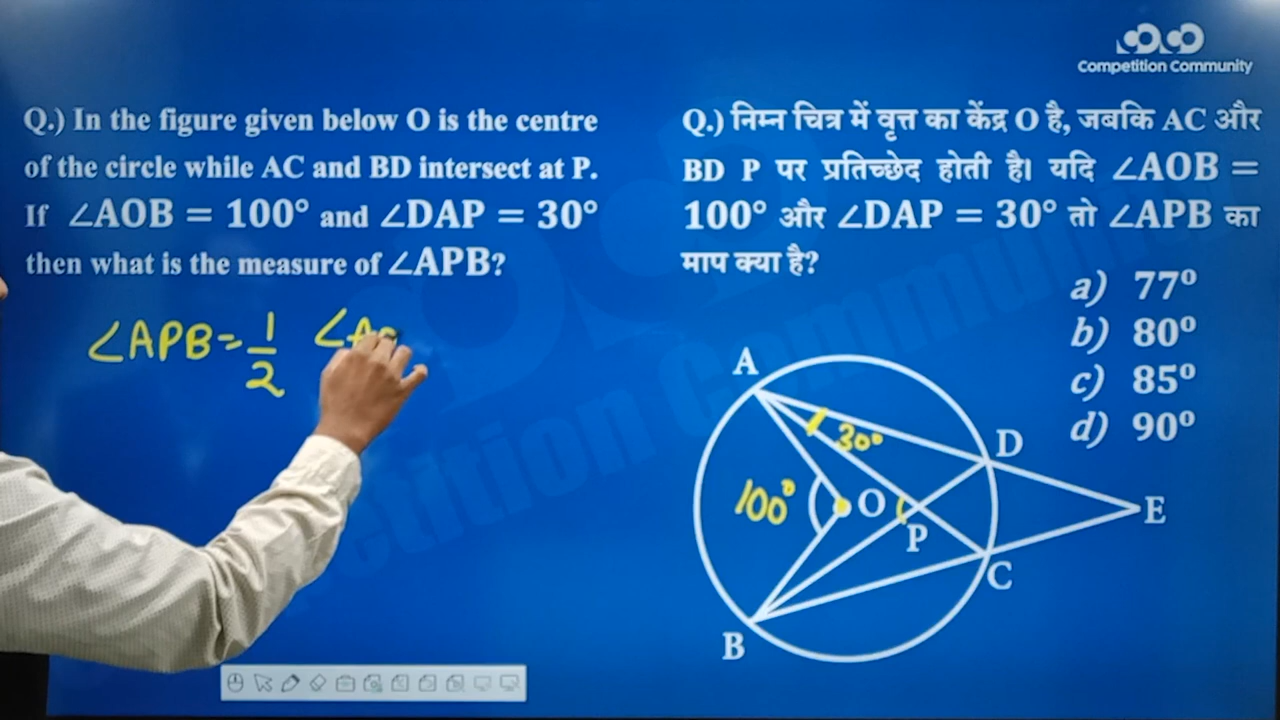 Competition Community
Q.) In the figure given below O is the centre
of the circle while AC and BD intersect at P.
If ∠AOB = 100° and ∠DAP = 30°
then what is the measure of ∠APB?
Q.) निम्न चित्र में वृत्त का केंद्र O है, जबकि AC और
BD P पर प्रतिच्छेद होती है। यदि ∠AOB =
100° और ∠DAP = 30° तो ∠APB का
माप क्या है?
a) 77°
b) 80°
c) 85°
d) 90°
∠APB = 1/2 ∠A
A
D
30°
100°
O
P
E
C
B